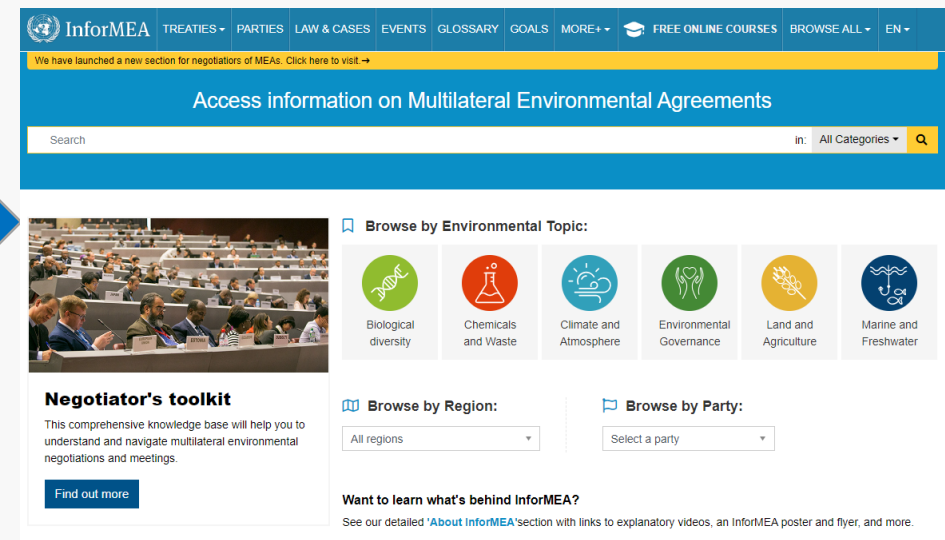 InforMEA TREATIES PARTIES LAW & CASES EVENTS GLOSSARY GOALS MORE+ FREE ONLINE COURSES BROWSE ALL EN
We have launched a new section for negotiators of MEAs. Click here to visit.→
Access information on Multilateral Environmental Agreements
Search in: All Categories
Browse by Environmental Topic:
Biological
diversity
Chemicals
and Waste
Climate and
Atmosphere
Environmental
Governance
Land and
Agriculture
Marine and
Freshwater
Negotiator's toolkit
This comprehensive knowledge base will help you to
understand and navigate multilateral environmental
negotiations and meetings.
Find out more
Browse by Region:
All regions
Browse by Party:
Select a party
Want to learn what's behind InforMEA?
See our detailed 'About InforMEA'section with links to explanatory videos, an InforMEA poster and flyer, and more.